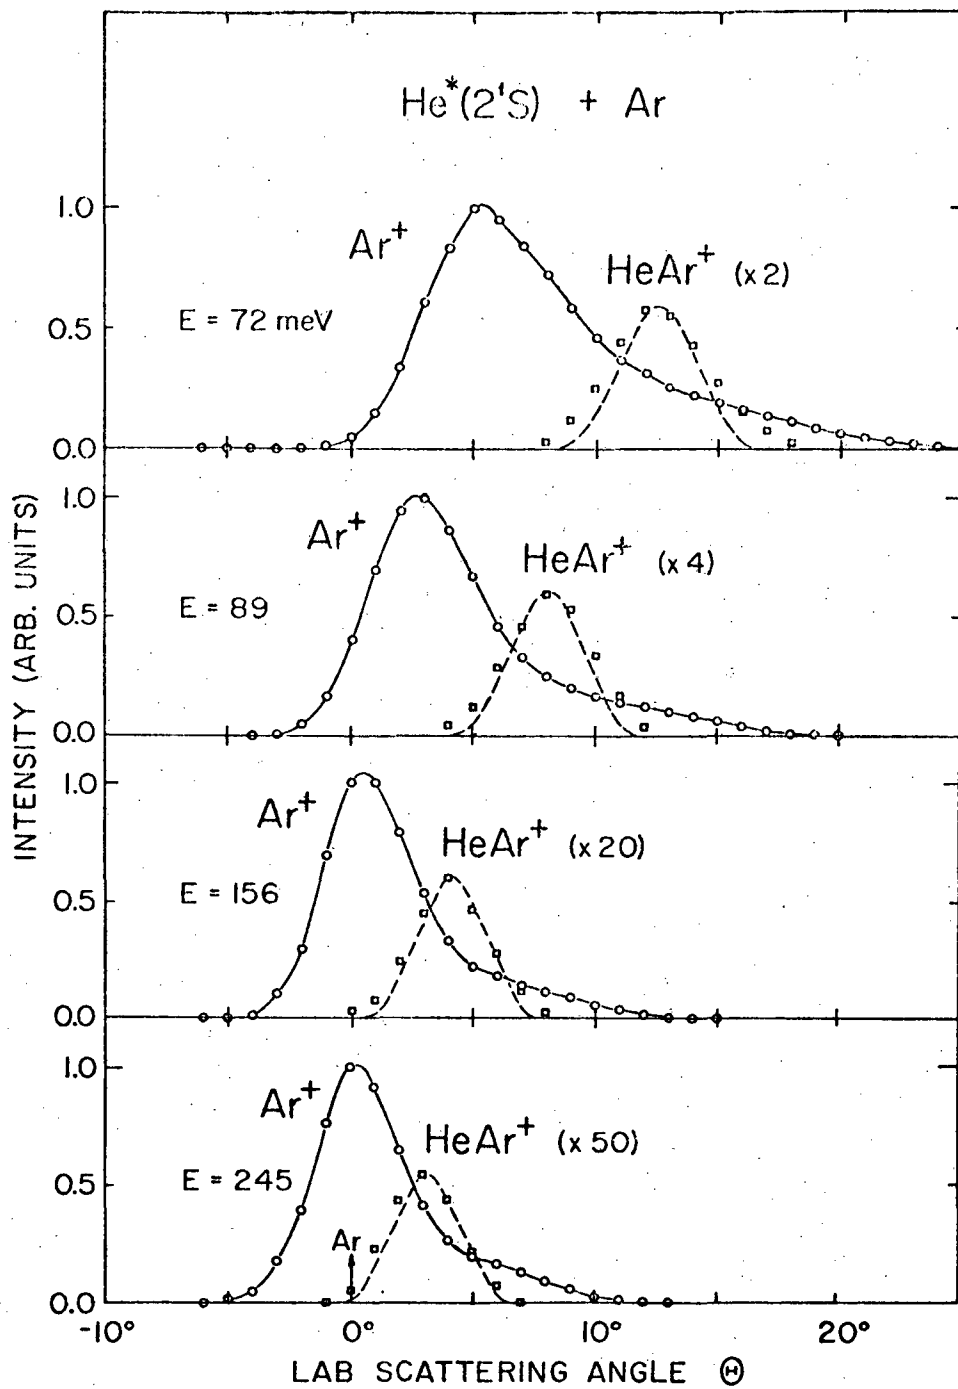 He*(2'S) + Ar
1.0
Ar+
HeAr+ (x2)
E = 72 meV
0.5
0.0
1.0
Ar+
HeAr+ (x4)
E = 89
0.5
0.0
1.0
Ar+
HeAr+ (x20)
E = 156
0.5
0.0
1.0
Ar+
HeAr+ (x 50)
E = 245
0.5
Ar
0.0
-10° 0° 10° 20°
LAB SCATTERING ANGLE Ⓗ
INTENSITY (ARB. UNITS)